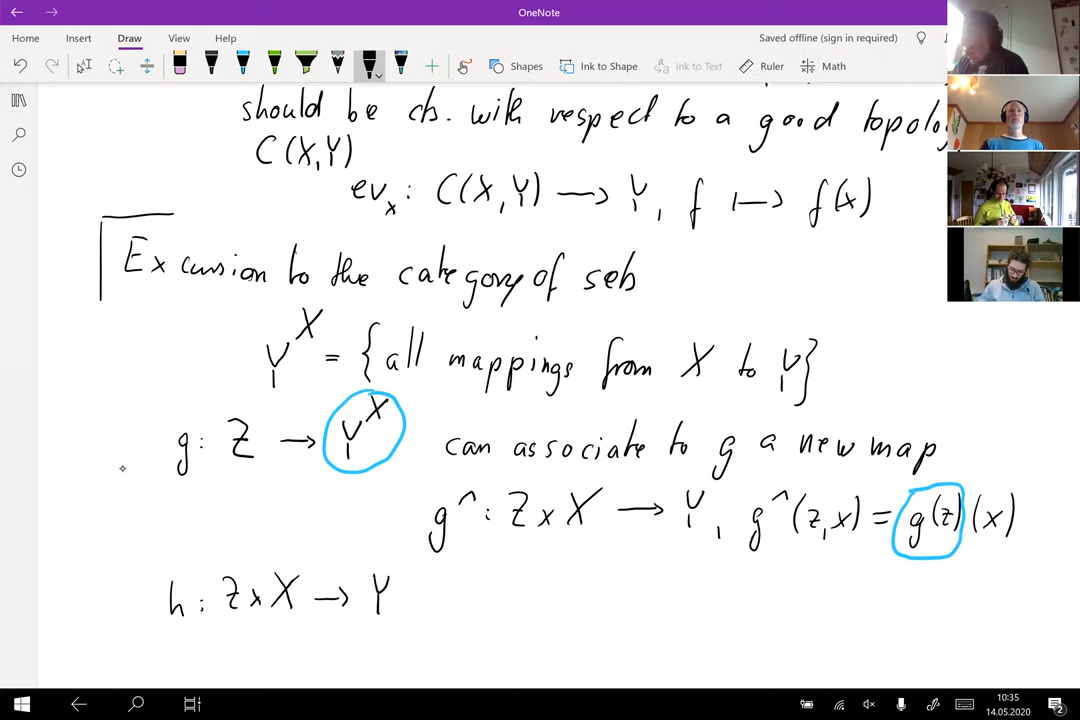 OneNote
Home Insert Draw View Help Saved offline (sign in required)
Shapes Ink to Shape Ink to Text Ruler Math
should be cts. with respect to a good topology
C(X,Y)
ev_x : C(X,Y) → Y, f ↦ f(x)
Excursion to the category of sets
Y^X = {all mappings from X to Y}
g: Z → Y^X can associate to g a new map
g^: Z×X → Y, g^(z,x) = g(z)(x)
h: Z×X → Y
10:35
14.05.2020
2